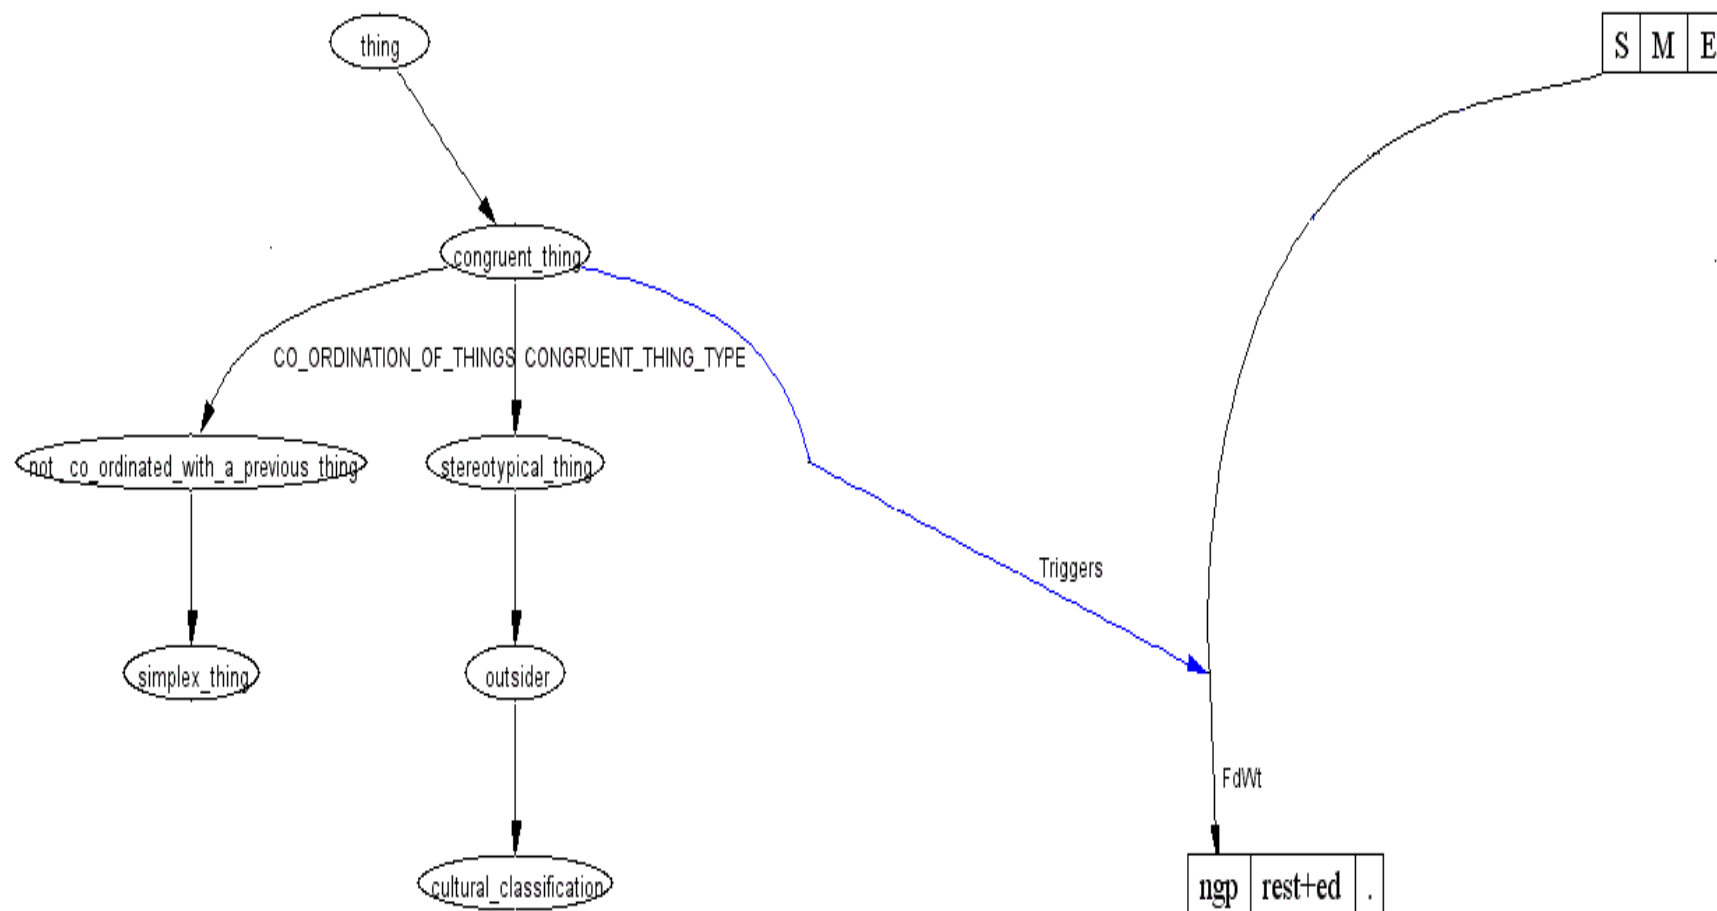 thing
S M E
congruent_thing
CO_ORDINATION_OF_THINGS CONGRUENT_THING_TYPE
not_co_ordinated_with_a_previous_thing
stereotypical_thing
Triggers
simplex_thing
outsider
FdWt
cultural_classification
ngp rest+ed .